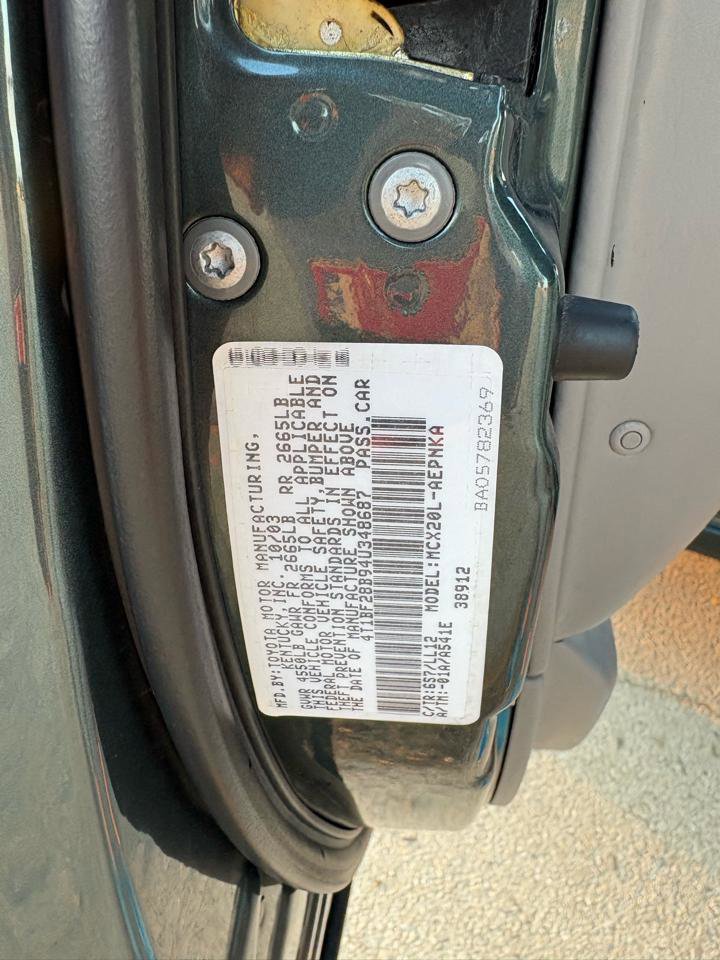 MFD.BY:TOYOTA MOTOR MANUFACTURING,
KENTUCKY, INC. 10/03
GVWR 4550LB GAWR FR 2665LB RR 2665LB
THIS VEHICLE CONFORMS TO ALL APPLICABLE
FEDERAL MOTOR VEHICLE SAFETY,BUMPER AND
THEFT PREVENTION STANDARDS IN EFFECT ON
THE DATE OF MANUFACTURE SHOWN ABOVE
4T1BF28B94U348687 PASS.CAR
C/TR:6S7/LL12 MODEL:MCX20L-AEPNKA
A/TM:-01A/A541E 38912
BA05782369